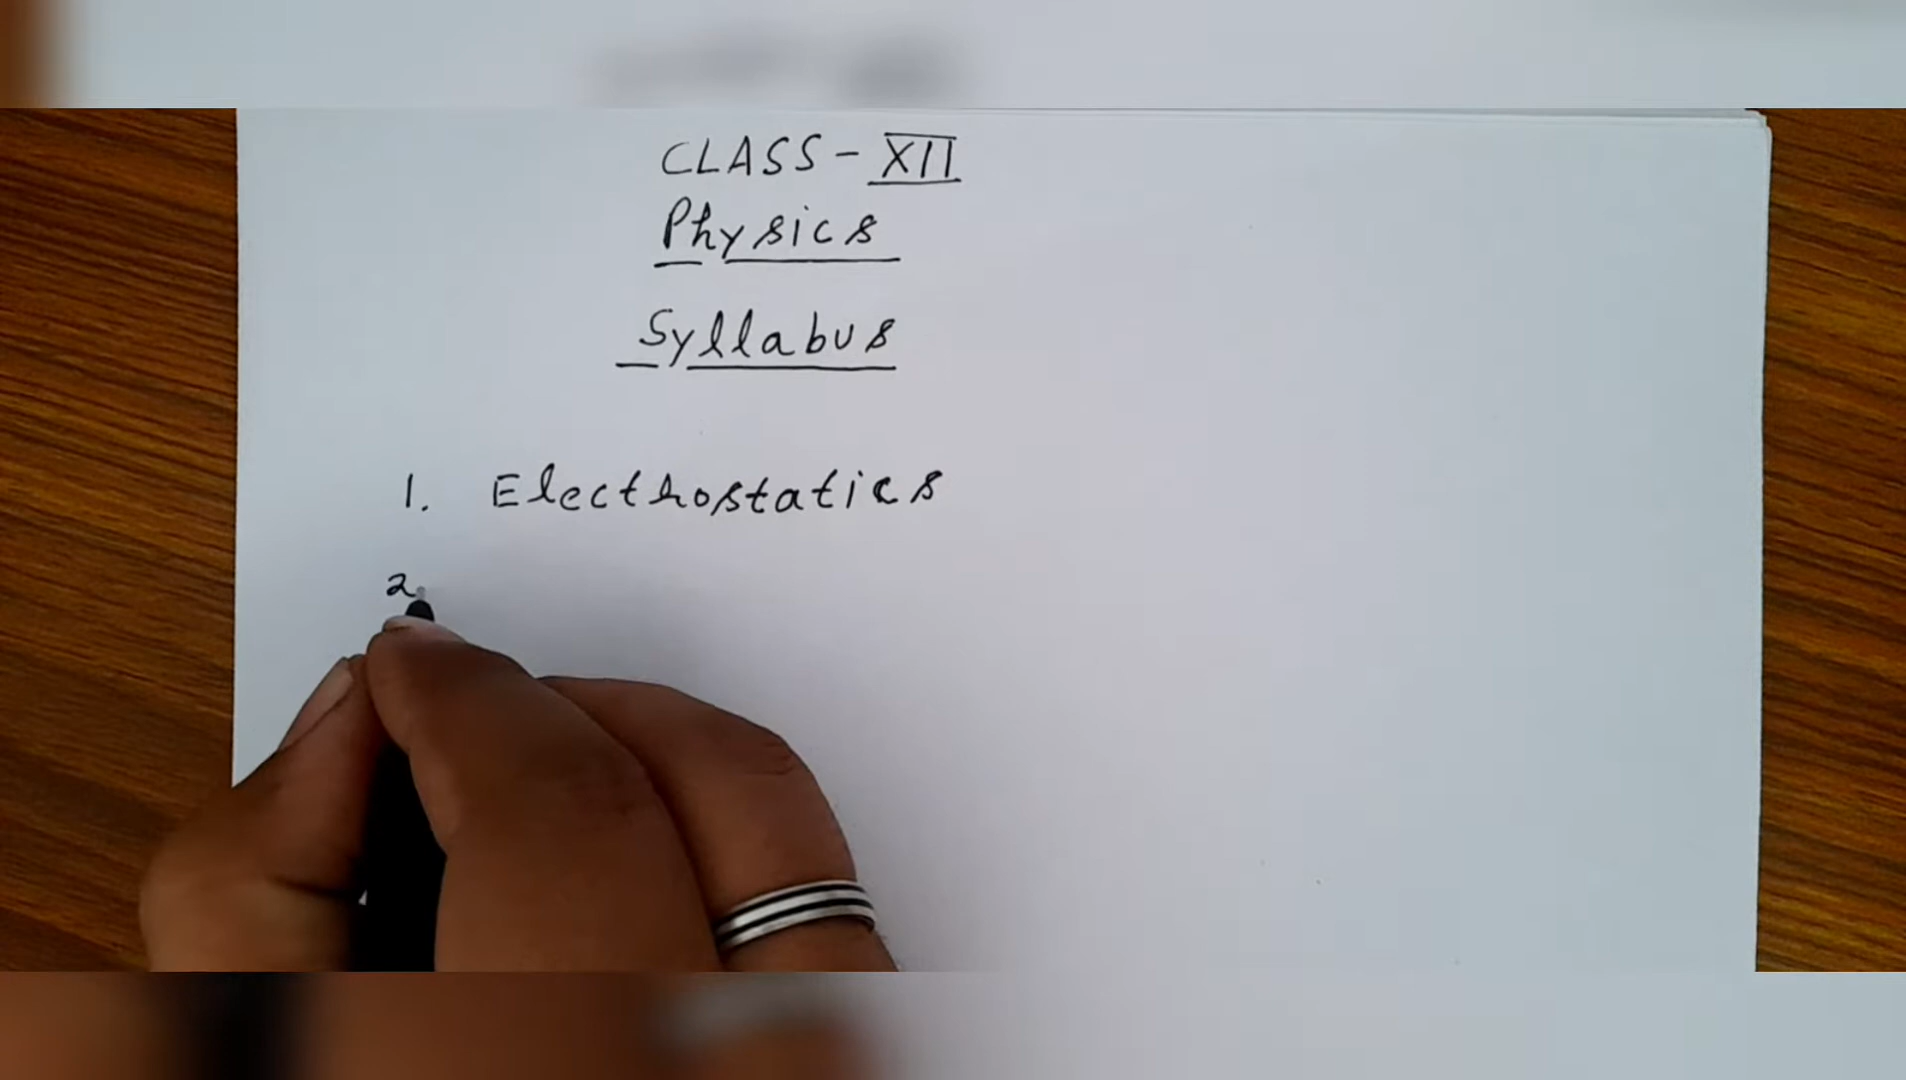 CLASS - XII
Physics
Syllabus
1. Electrostatics
2.